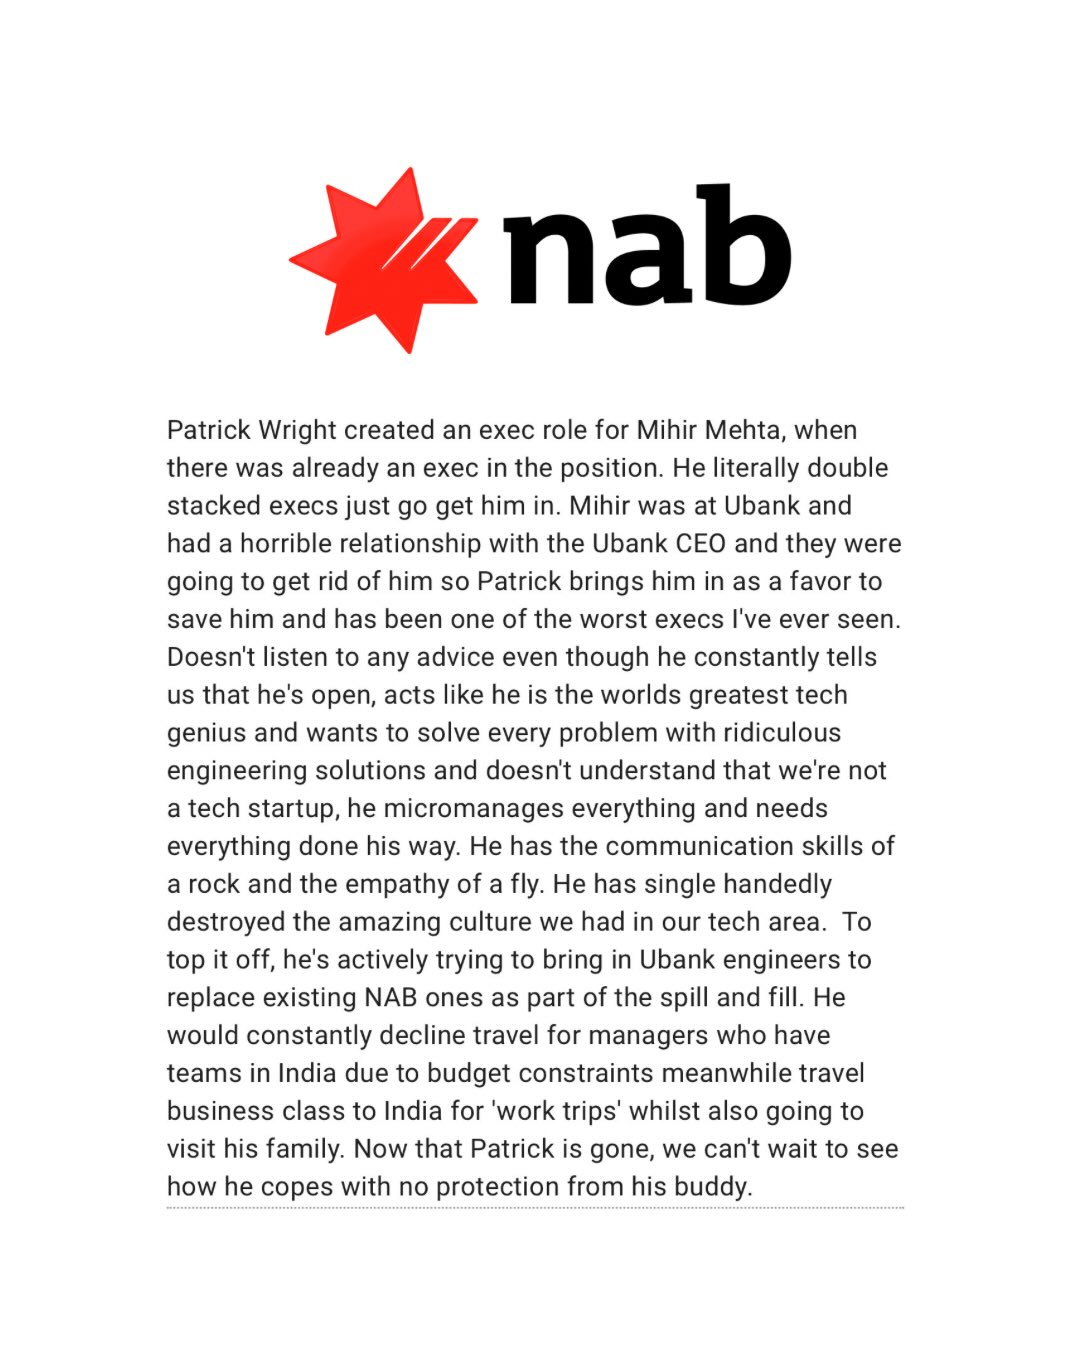 nab
Patrick Wright created an exec role for Mihir Mehta, when
there was already an exec in the position. He literally double
stacked execs just go get him in. Mihir was at Ubank and
had a horrible relationship with the Ubank CEO and they were
going to get rid of him so Patrick brings him in as a favor to
save him and has been one of the worst execs I've ever seen.
Doesn't listen to any advice even though he constantly tells
us that he's open, acts like he is the worlds greatest tech
genius and wants to solve every problem with ridiculous
engineering solutions and doesn't understand that we're not
a tech startup, he micromanages everything and needs
everything done his way. He has the communication skills of
a rock and the empathy of a fly. He has single handedly
destroyed the amazing culture we had in our tech area.  To
top it off, he's actively trying to bring in Ubank engineers to
replace existing NAB ones as part of the spill and fill. He
would constantly decline travel for managers who have
teams in India due to budget constraints meanwhile travel
business class to India for 'work trips' whilst also going to
visit his family. Now that Patrick is gone, we can't wait to see
how he copes with no protection from his buddy.